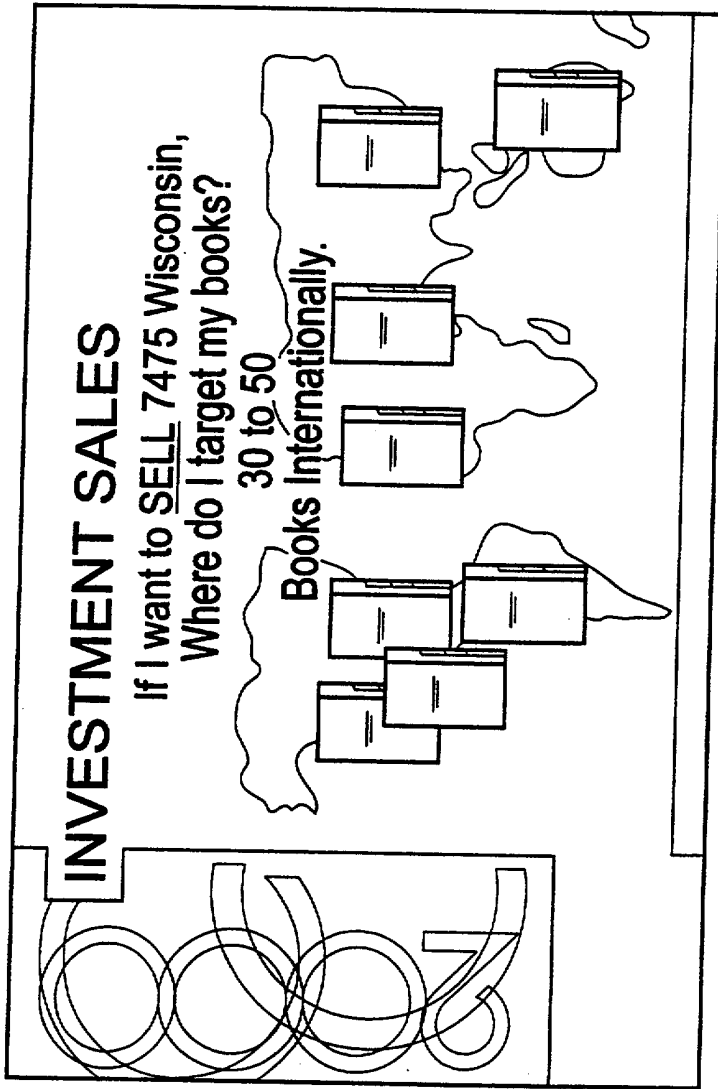 INVESTMENT SALES
If I want to SELL 7475 Wisconsin,
Where do I target my books?
30 to 50
Books Internationally.